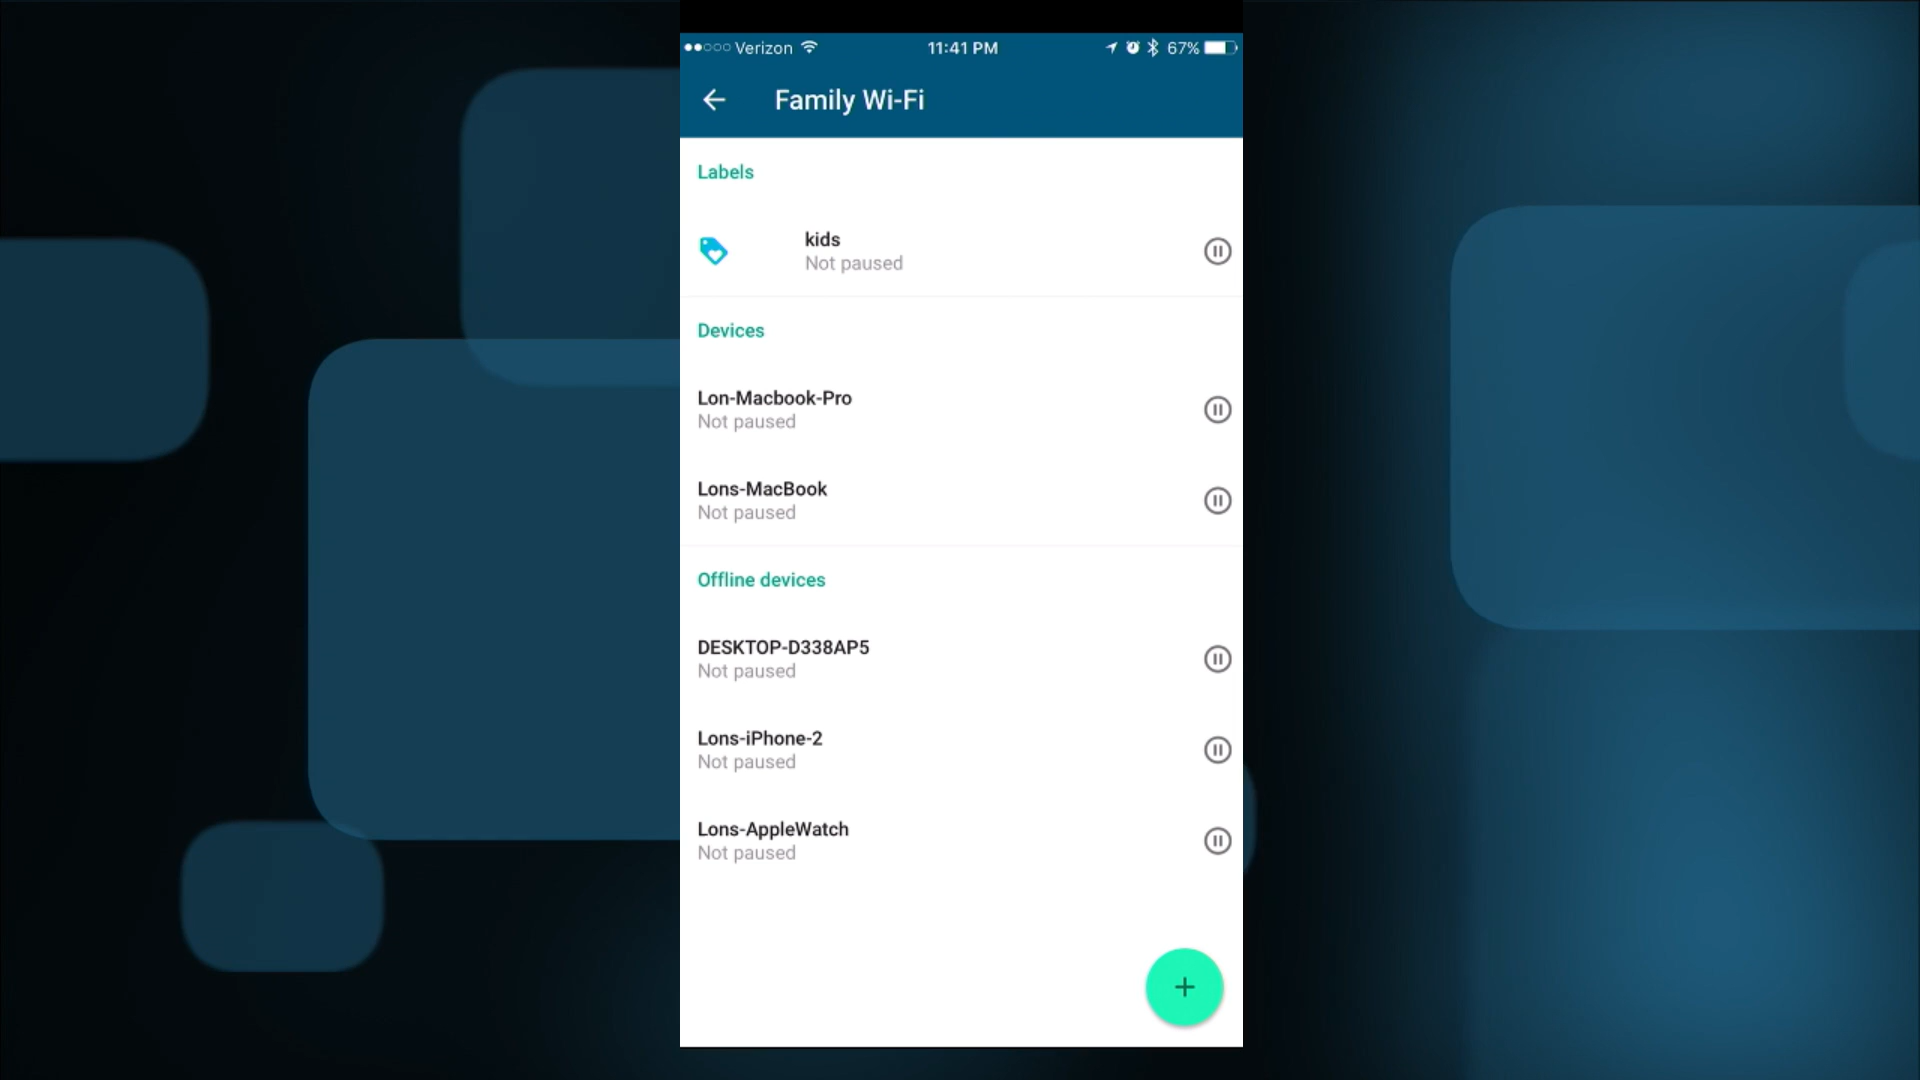 Verizon 11:41 PM 67%
Family Wi-Fi
Labels
kids
Not paused
Devices
Lon-Macbook-Pro
Not paused
Lons-MacBook
Not paused
Offline devices
DESKTOP-D338AP5
Not paused
Lons-iPhone-2
Not paused
Lons-AppleWatch
Not paused